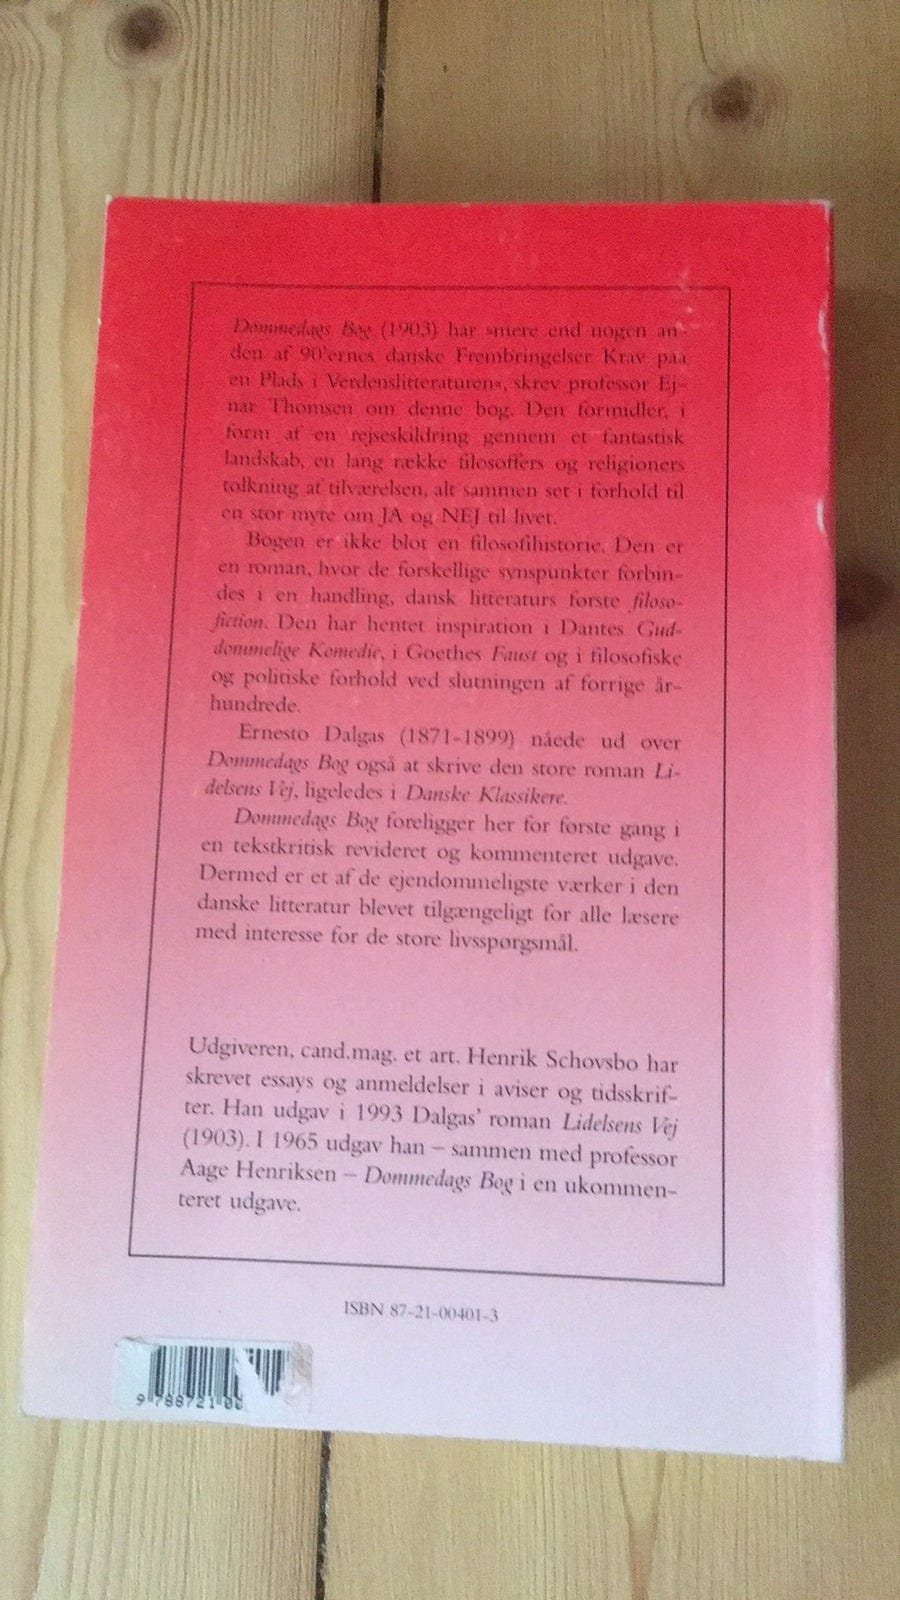 Dommedags Bog (1903) har »mere end nogen an-
den af 90'ernes danske Frembringelser Krav paa
en Plads i Verdenslitteraturen«, skrev professor Ej-
nar Thomsen om denne bog. Den formidler, i
form af en rejseskildring gennem et fantastisk
landskab, en lang række filosoffers og religioners
tolkning af tilværelsen, alt sammen set i forhold til
en stor myte om JA og NEJ til livet.
Bogen er ikke blot en filosofihistorie. Den er
en roman, hvor de forskellige synspunkter forbin-
des i en handling, dansk litteraturs første filoso-
fiction. Den har hentet inspiration i Dantes Gud-
dommelige Komedie, i Goethes Faust og i filosofiske
og politiske forhold ved slutningen af forrige år-
hundrede.
Ernesto Dalgas (1871-1899) nåede ud over
Dommedags Bog også at skrive den store roman Li-
delsens Vej, ligeledes i Danske Klassikere.
Dommedags Bog foreligger her for første gang i
en tekstkritisk revideret og kommenteret udgave.
Dermed er et af de ejendommeligste værker i den
danske litteratur blevet tilgængeligt for alle læsere
med interesse for de store livsspørgsmål.
Udgiveren, cand.mag. et art. Henrik Schovsbo har
skrevet essays og anmeldelser i aviser og tidsskrif-
ter. Han udgav i 1993 Dalgas' roman Lidelsens Vej
(1903). I 1965 udgav han – sammen med professor
Aage Henriksen – Dommedags Bog i en ukommen-
teret udgave.
ISBN 87-21-00401-3
9 788721 00